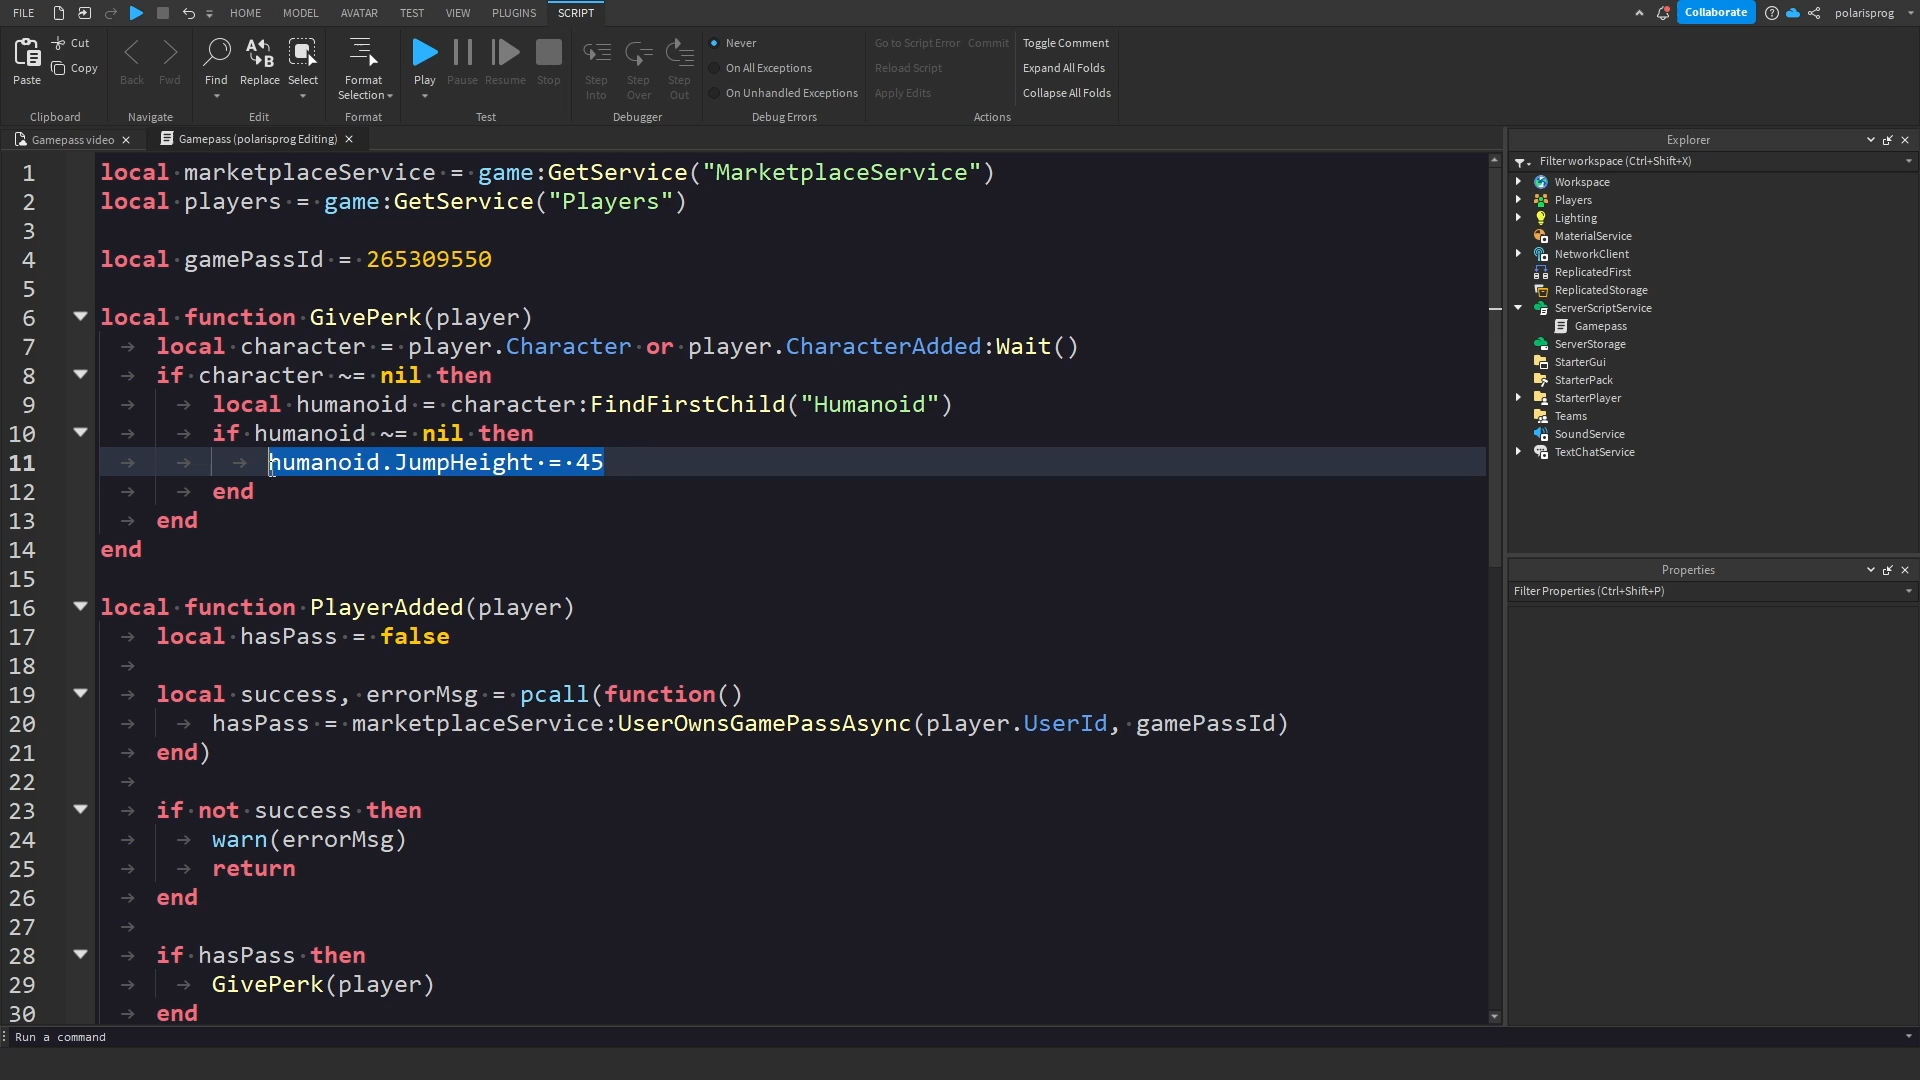 FILE HOME MODEL AVATAR TEST VIEW PLUGINS SCRIPT Collaborate polarisprog
Paste Cut Copy Back Fwd Find Replace Select Format Selection Play Pause Resume Stop Step Into Step Over Step Out
Never
On All Exceptions
On Unhandled Exceptions
Go to Script Error Commit
Reload Script
Apply Edits
Toggle Comment
Expand All Folds
Collapse All Folds
Clipboard Navigate Edit Format Test Debugger Debug Errors Actions
Gamepass video Gamepass (polarisprog Editing)
1 local marketplaceService = game:GetService("MarketplaceService")
2 local players = game:GetService("Players")
3
4 local gamePassId = 265309550
5
6 local function GivePerk(player)
7 local character = player.Character or player.CharacterAdded:Wait()
8 if character ~= nil then
9 local humanoid = character:FindFirstChild("Humanoid")
10 if humanoid ~= nil then
11 humanoid.JumpHeight = 45
12 end
13 end
14 end
15
16 local function PlayerAdded(player)
17 local hasPass = false
18
19 local success, errorMsg = pcall(function()
20 hasPass = marketplaceService:UserOwnsGamePassAsync(player.UserId, gamePassId)
21 end)
22
23 if not success then
24 warn(errorMsg)
25 return
26 end
27
28 if hasPass then
29 GivePerk(player)
30 end
Run a command
Explorer
Filter workspace (Ctrl+Shift+X)
Workspace
Players
Lighting
MaterialService
NetworkClient
ReplicatedFirst
ReplicatedStorage
ServerScriptService
Gamepass
ServerStorage
StarterGui
StarterPack
StarterPlayer
Teams
SoundService
TextChatService
Properties
Filter Properties (Ctrl+Shift+P)